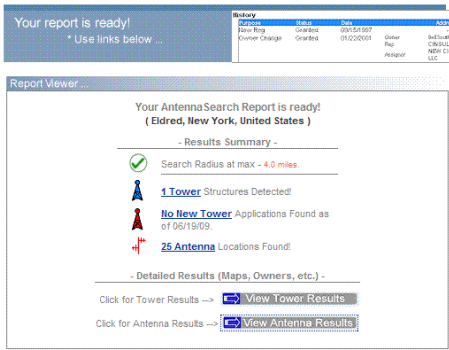 Your report is ready!
* Use links below ...
History
Purpose Status Date
New Reg Granted 09/15/1997
Owner Change Granted 01/22/2001 Owner
Rep
Assignor
LLC
Report Viewer ...
Your AntennaSearch Report is ready!
( Eldred, New York, United States )
- Results Summary -
Search Radius at max - 4.0 miles.
1 Tower Structures Detected!
No New Tower Applications Found as
of 06/19/09.
25 Antenna Locations Found!
- Detailed Results (Maps, Owners, etc.) -
Click for Tower Results --> View Tower Results
Click for Antenna Results --> View Antenna Results